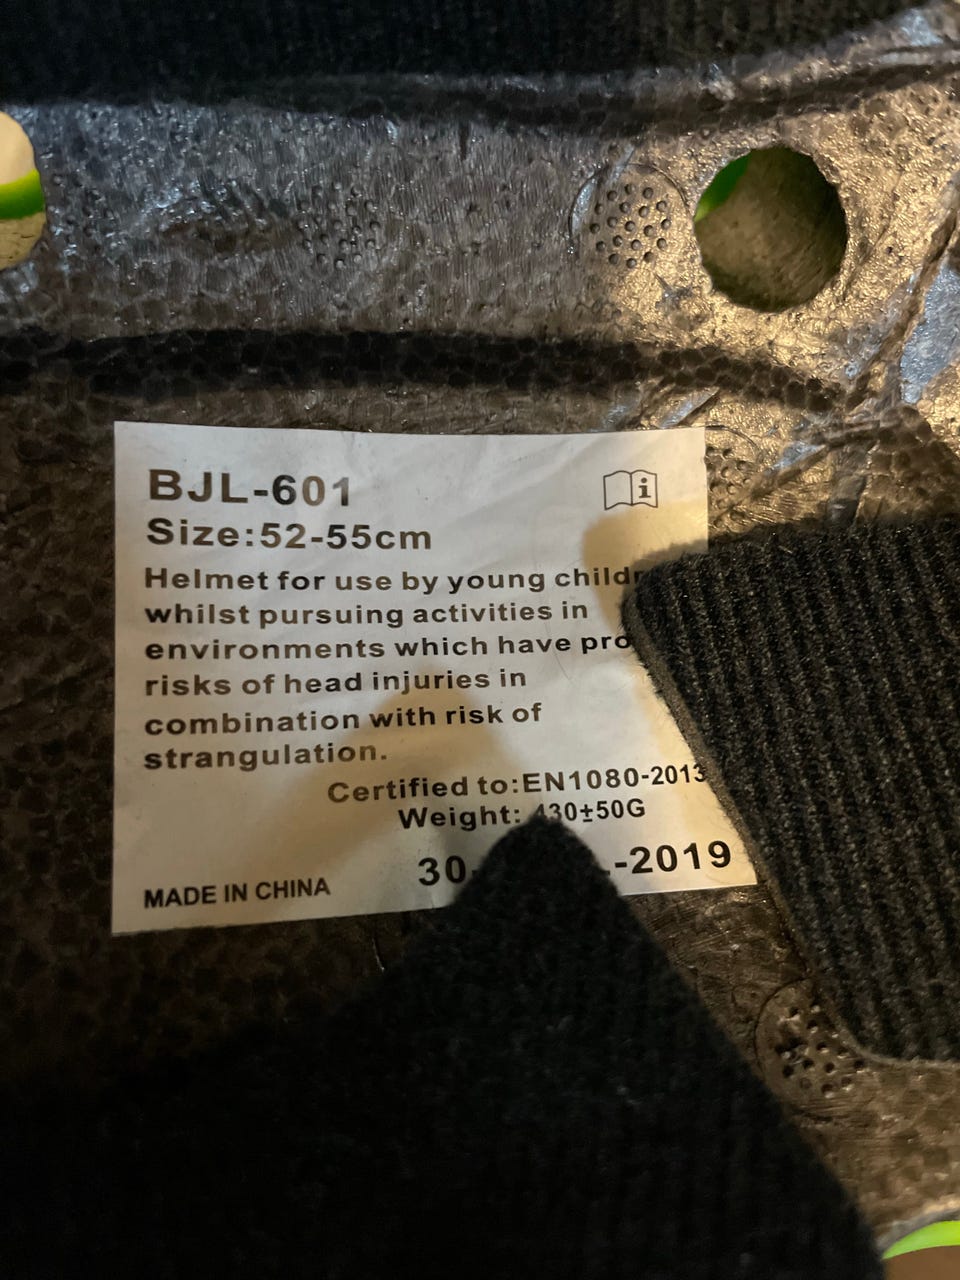 BJL-601
Size:52-55cm
Helmet for use by young
whilst pursuing activities in
environments which have
risks of head injuries in
combination with risk of
strangulation.
Certified to:EN1080-2013
Weight: 430±50G
30 -2019
MADE IN CHINA